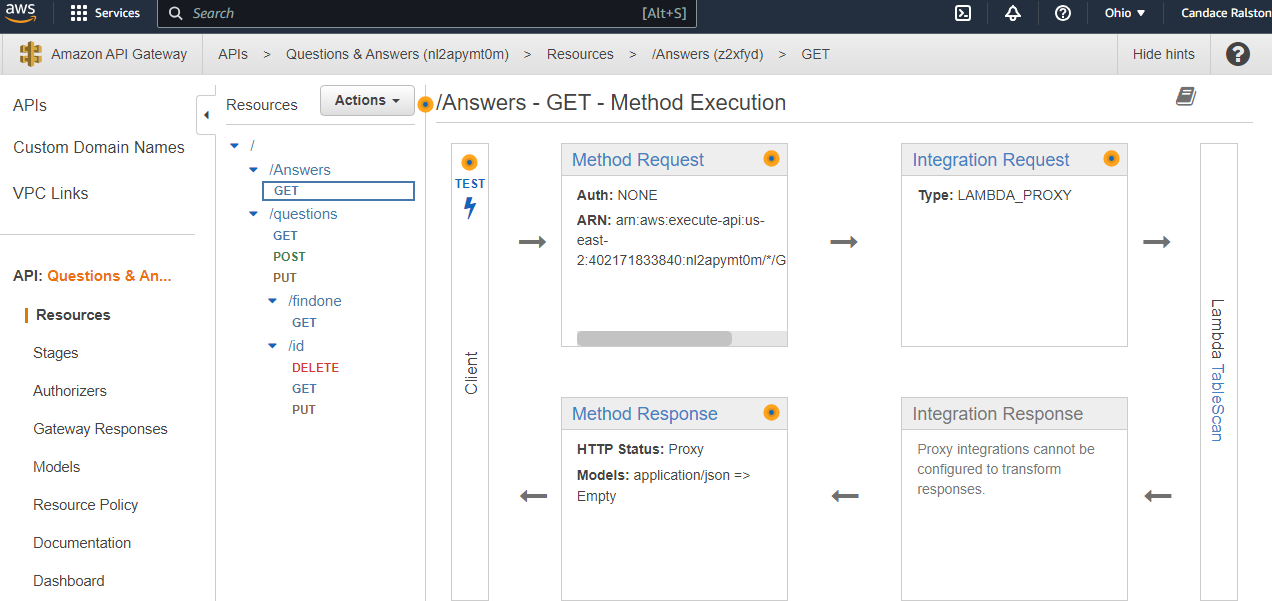 aws
Services
Search
[Alt+S]
Ohio
Candace Ralston
Amazon API Gateway
APIs > Questions & Answers (nl2apymt0m) > Resources > /Answers (z2xfyd) > GET
Hide hints
APIs
Custom Domain Names
VPC Links
API: Questions & An...
Resources
Stages
Authorizers
Gateway Responses
Models
Resource Policy
Documentation
Dashboard
Resources
Actions
/
/Answers
GET
/questions
GET
POST
PUT
/findone
GET
/id
DELETE
GET
PUT
/Answers - GET - Method Execution
TEST
Client
Method Request
Auth: NONE
ARN: arn:aws:execute-api:us-
east-
2:402171833840:nl2apymt0m/*/G
Integration Request
Type: LAMBDA_PROXY
Lambda TableScan
Method Response
HTTP Status: Proxy
Models: application/json =>
Empty
Integration Response
Proxy integrations cannot be
configured to transform
responses.